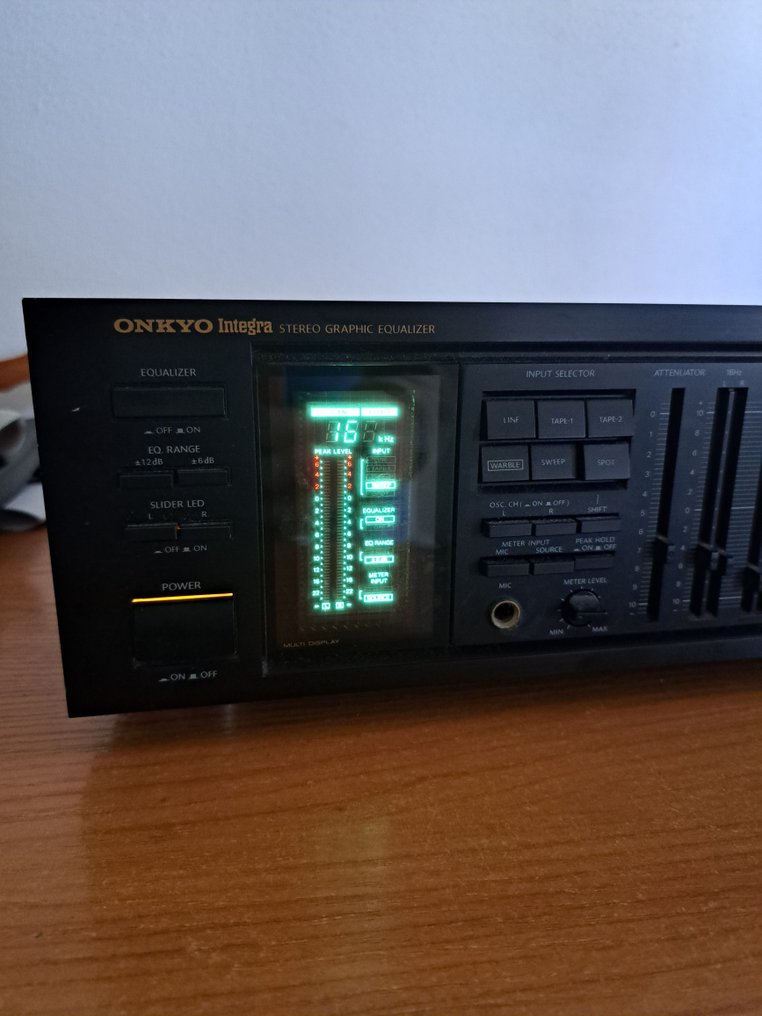 ONKYO Integra STEREO GRAPHIC EQUALIZER
EQUALIZER
OFF ON
EQ. RANGE
±12dB ±6dB
SLIDER LED
L R
OFF ON
POWER
ON OFF
16 kHz
PEAK LEVEL
INPUT
EQUALIZER
EQ RANGE
METER
INPUT
MULTI DISPLAY
INPUT SELECTOR
LINE TAPE-1 TAPE-2
WARBLE SWEEP SPOT
OSC. CH ( ON OFF )
L R SHIFT
METER INPUT PEAK HOLD
MIC SOURCE ON OFF
MIC METER LEVEL
MIN MAX
ATTENUATOR
16Hz
L R